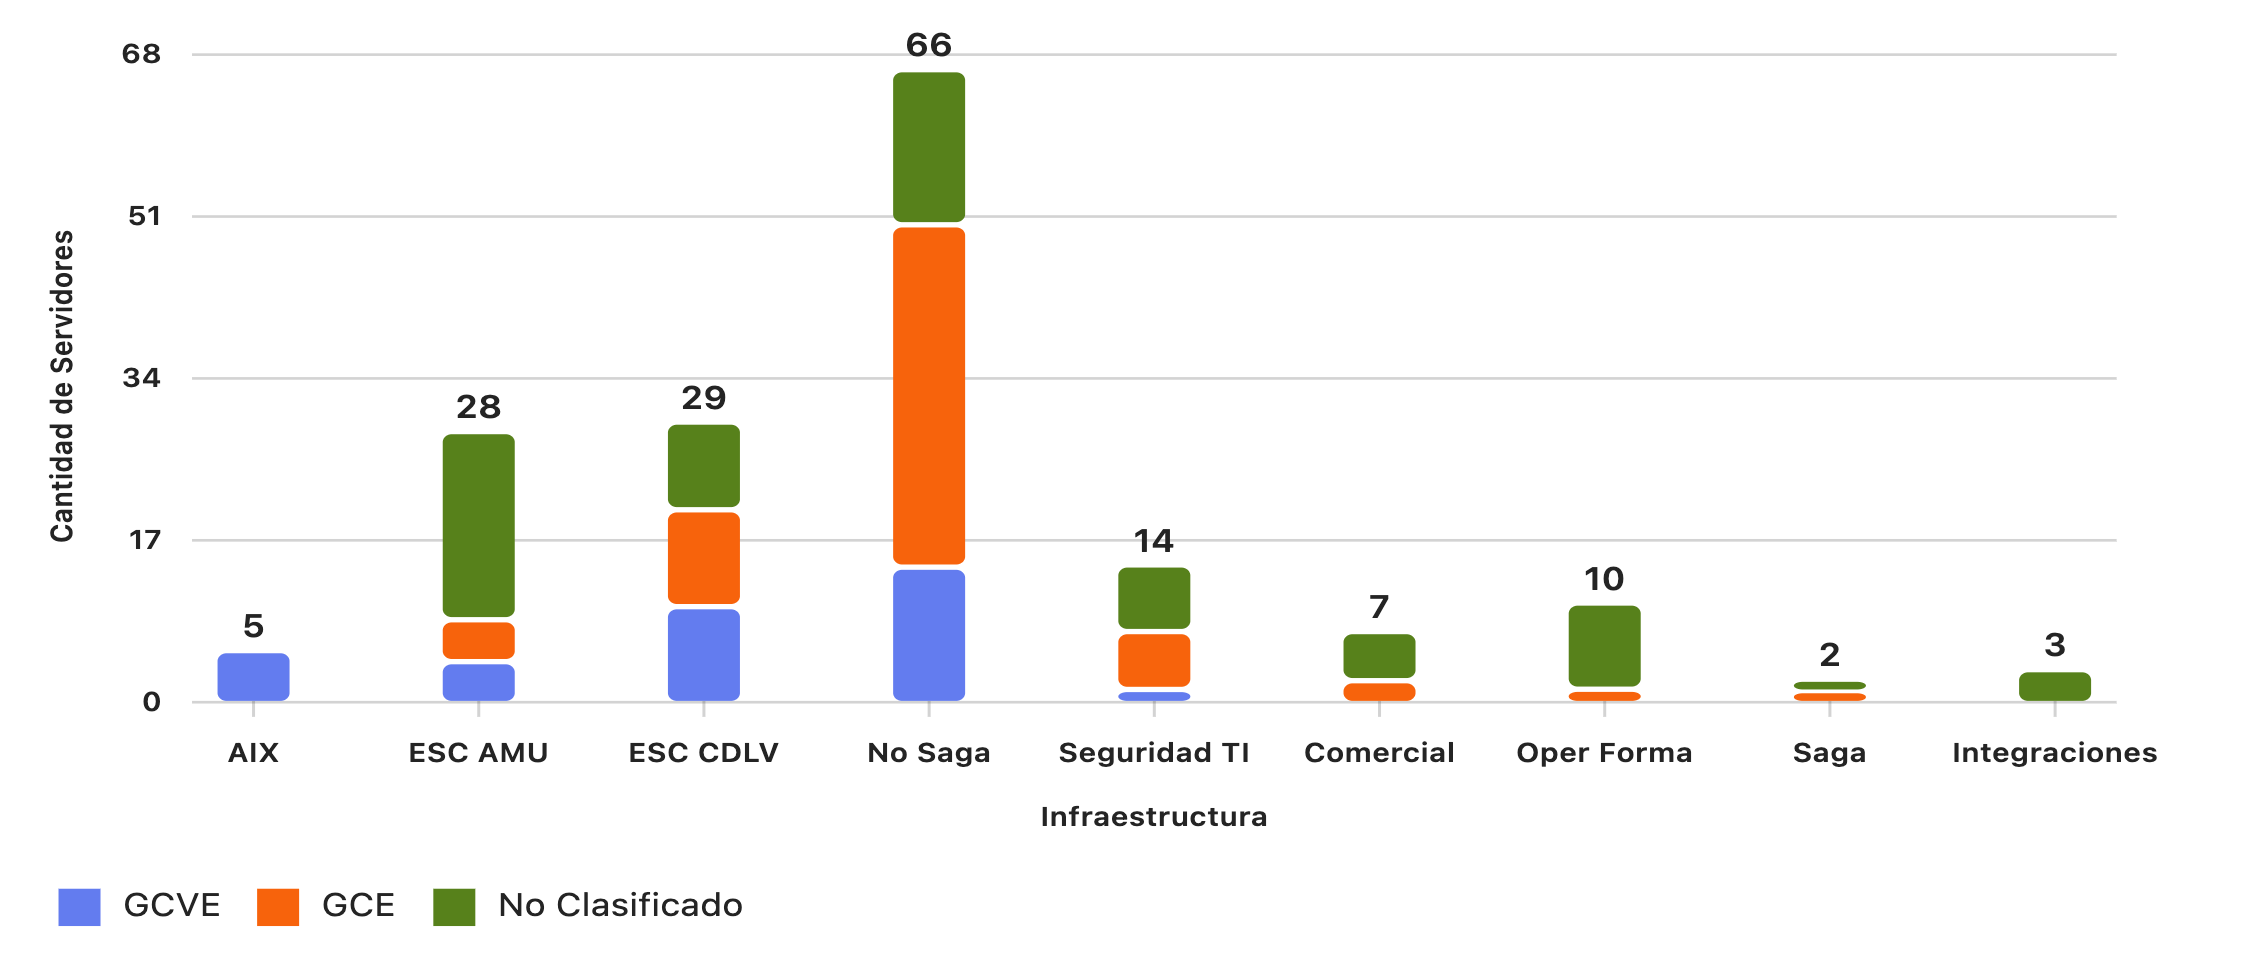 68
51
34
17
0
Cantidad de Servidores
5
28
29
66
14
7
10
2
3
AIX
ESC AMU
ESC CDLV
No Saga
Seguridad TI
Comercial
Oper Forma
Saga
Integraciones
Infraestructura
GCVE
GCE
No Clasificado